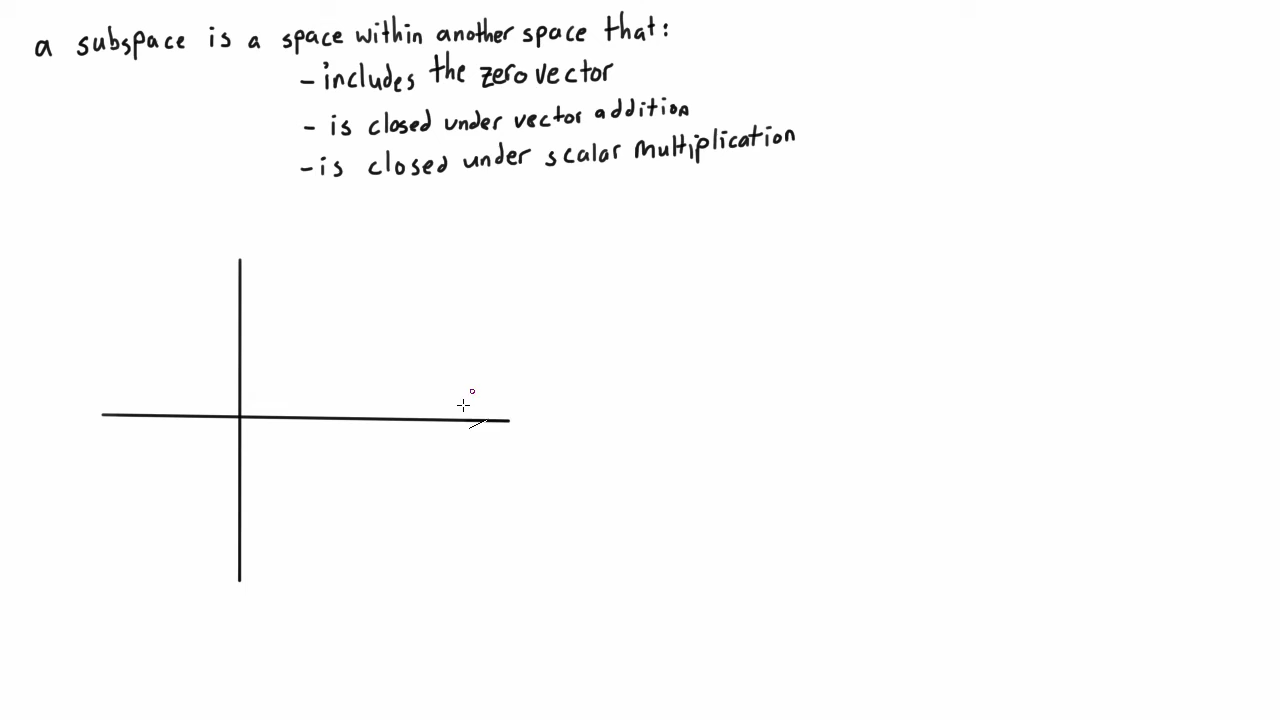 a subspace is a space within another space that:
- includes the zero vector
- is closed under vector addition
- is closed under scalar multiplication